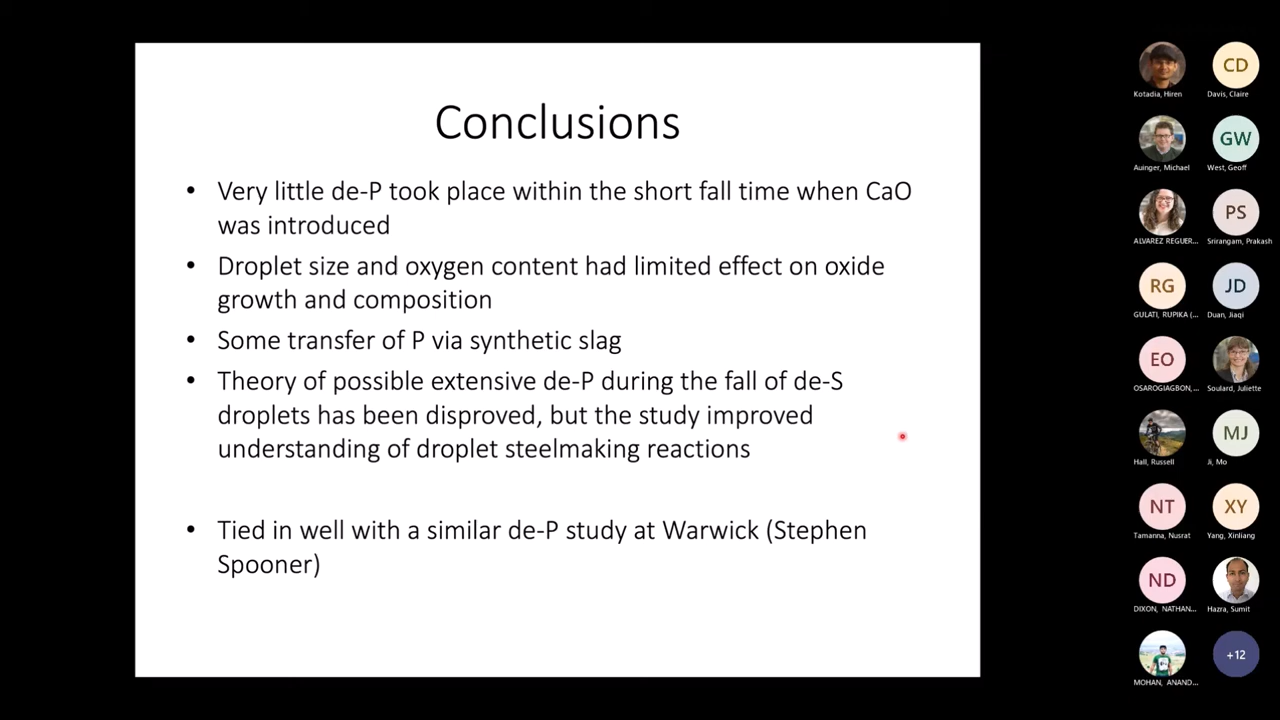 Conclusions
• Very little de-P took place within the short fall time when CaO
was introduced
• Droplet size and oxygen content had limited effect on oxide
growth and composition
• Some transfer of P via synthetic slag
• Theory of possible extensive de-P during the fall of de-S
droplets has been disproved, but the study improved
understanding of droplet steelmaking reactions
• Tied in well with a similar de-P study at Warwick (Stephen
Spooner)
CD
Kotadia, Hiren
Davis, Claire
GW
Auinger, Michael
West, Geoff
PS
ALVAREZ REGUER...
Srirangam, Prakash
RG
JD
GULATI, RUPIKA (...
Duan, Jiaqi
EO
OSAROGIAGBON,...
Soulard, Juliette
MJ
Hall, Russell
Ji, Mo
NT
XY
Tamanna, Nusrat
Yang, Xinliang
ND
DIXON, NATHAN...
Hazra, Sumit
+12
MOHAN, ANAND...